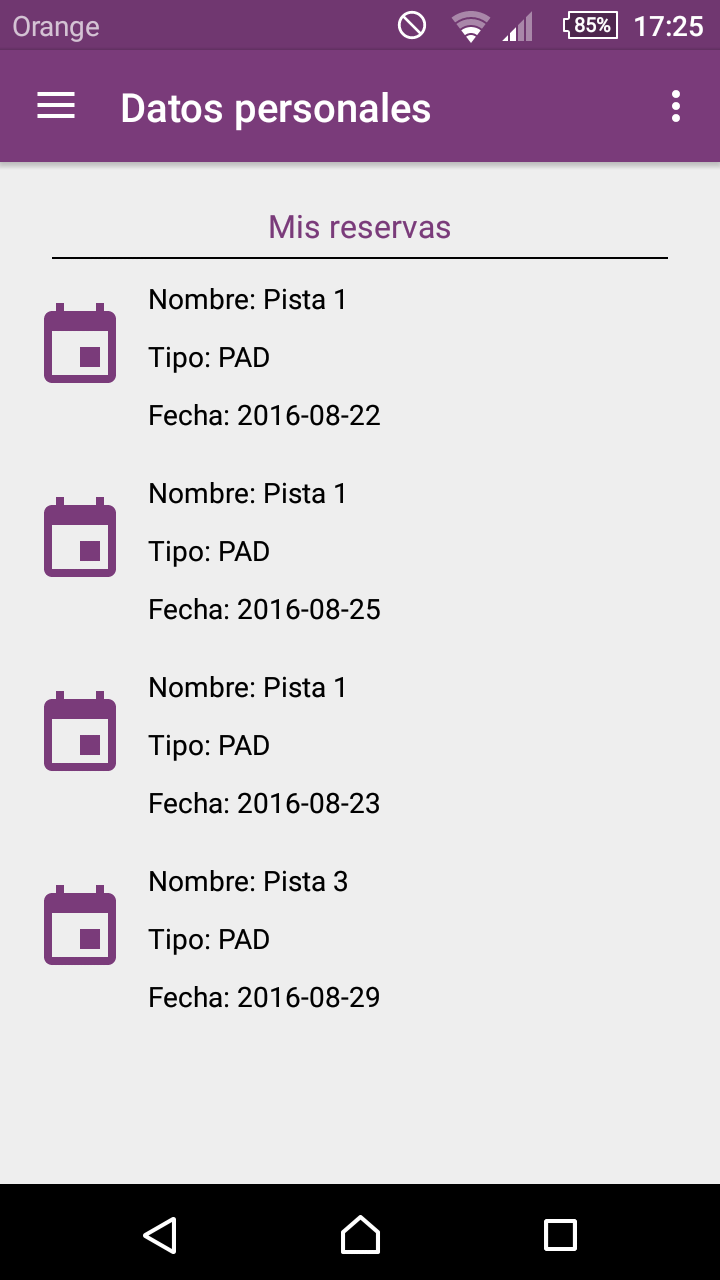 Orange
85%
17:25
Datos personales
Mis reservas
Nombre: Pista 1
Tipo: PAD
Fecha: 2016-08-22
Nombre: Pista 1
Tipo: PAD
Fecha: 2016-08-25
Nombre: Pista 1
Tipo: PAD
Fecha: 2016-08-23
Nombre: Pista 3
Tipo: PAD
Fecha: 2016-08-29